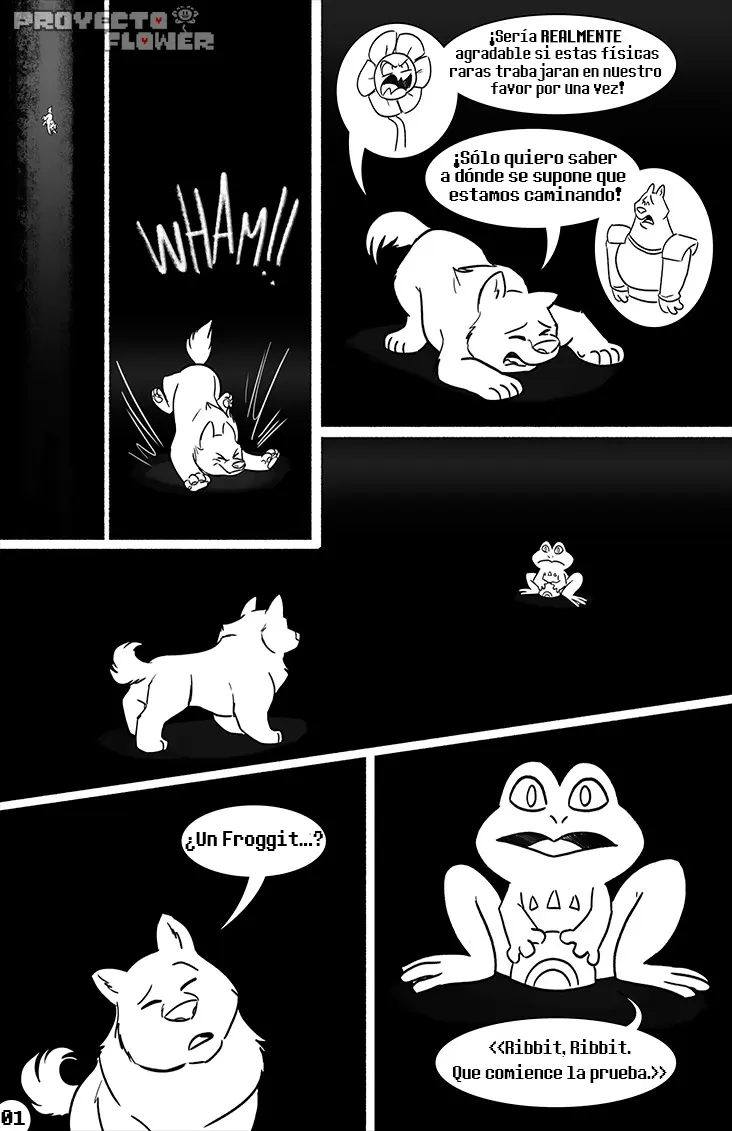 PROYECTO
FLOWER
WHAM!!
¡Sería REALMENTE
agradable si estas físicas
raras trabajaran en nuestro
favor por una vez!
¡Sólo quiero saber
a dónde se supone que
estamos caminando!
¿Un Froggit...?
<<Ribbit, Ribbit.
Que comience la prueba.>>
01